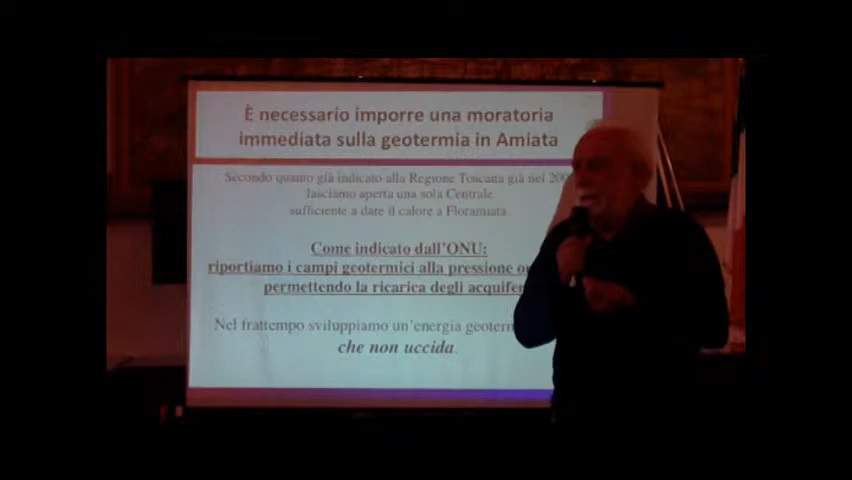 È necessario imporre una moratoria
immediata sulla geotermia in Amiata
Secondo quanto già indicato alla Regione Toscana già nel 200
lasciamo aperta una sola Centrale
sufficiente a dare il calore a Floramiata
Come indicato dall'ONU:
riportiamo i campi geotermici alla pressione
permettendo la ricarica degli acquiferi
Nel frattempo sviluppiamo un'energia
che non uccida.